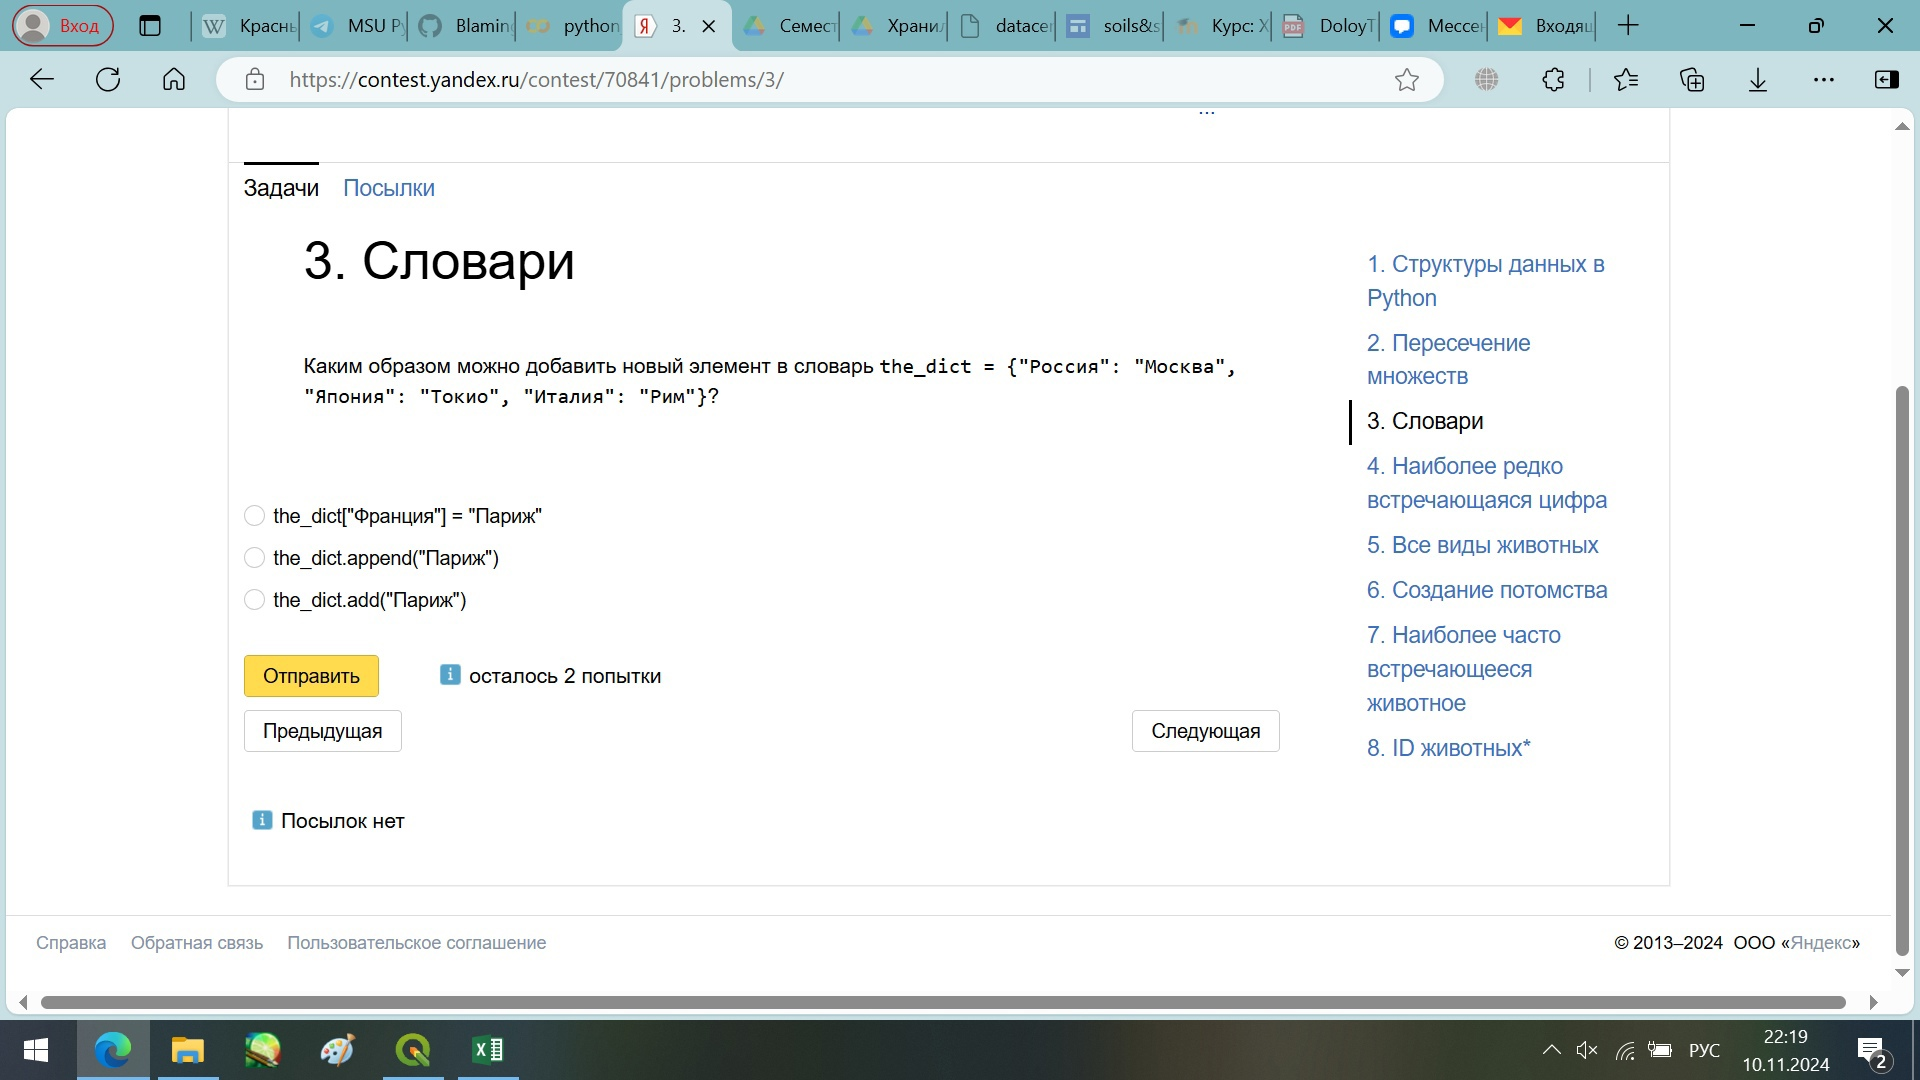 Вход
Красны
MSU Py
Blaming
python
3.
Семест
Хранил
datacen
soils&s
Курс: Х
DoloyT
Мессен
Входящ
https://contest.yandex.ru/contest/70841/problems/3/
...
Задачи Посылки
3. Словари
Каким образом можно добавить новый элемент в словарь the_dict = {"Россия": "Москва",
"Япония": "Токио", "Италия": "Рим"}?
the_dict["Франция"] = "Париж"
the_dict.append("Париж")
the_dict.add("Париж")
Отправить
осталось 2 попытки
Предыдущая
Следующая
Посылок нет
1. Структуры данных в
Python
2. Пересечение
множеств
3. Словари
4. Наиболее редко
встречающаяся цифра
5. Все виды животных
6. Создание потомства
7. Наиболее часто
встречающееся
животное
8. ID животных*
Справка Обратная связь Пользовательское соглашение
© 2013–2024 ООО «Яндекс»
РУС
22:19
10.11.2024
2